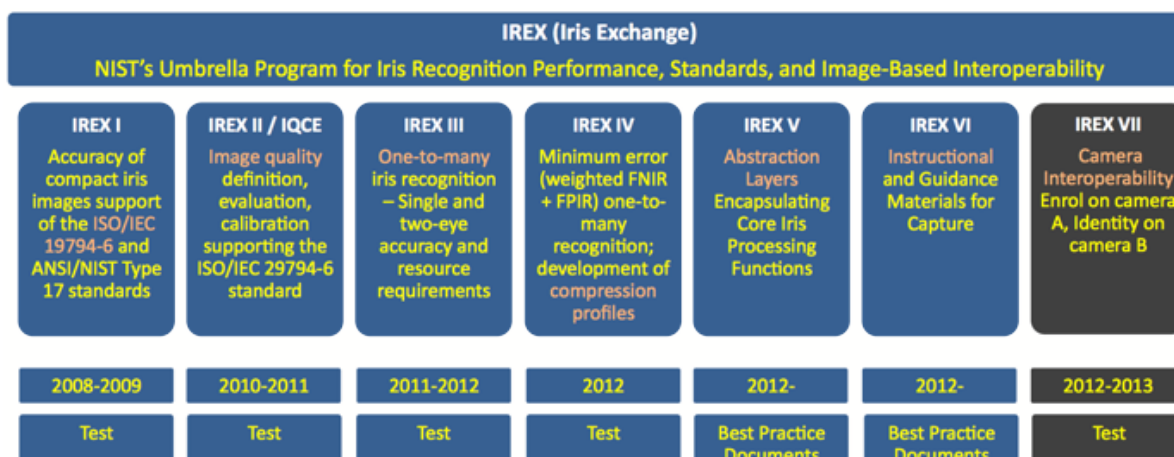 IREX (Iris Exchange)
NIST's Umbrella Program for Iris Recognition Performance, Standards, and Image-Based Interoperability
IREX I
Accuracy of
compact iris
images support
of the ISO/IEC
19794-6 and
ANSI/NIST Type
17 standards
IREX II / IQCE
Image quality
definition,
evaluation,
calibration
supporting the
ISO/IEC 29794-6
standard
IREX III
One-to-many
iris recognition
– Single and
two-eye
accuracy and
resource
requirements
IREX IV
Minimum error
(weighted FNIR
+ FPIR) one-to-
many
recognition;
development of
compression
profiles
IREX V
Abstraction
Layers
Encapsulating
Core Iris
Processing
Functions
IREX VI
Instructional
and Guidance
Materials for
Capture
IREX VII
Camera
Interoperability
Enrol on camera
A, Identity on
camera B
2008-2009
2010-2011
2011-2012
2012
2012-
2012-
2012-2013
Test
Test
Test
Test
Best Practice
Documents
Best Practice
Documents
Test